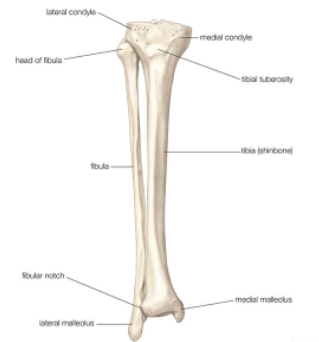 lateral condyle
medial condyle
head of fibula
tibial tuberosity
tibia (shinbone)
fibula
fibular notch
medial malleolus
lateral malleolus